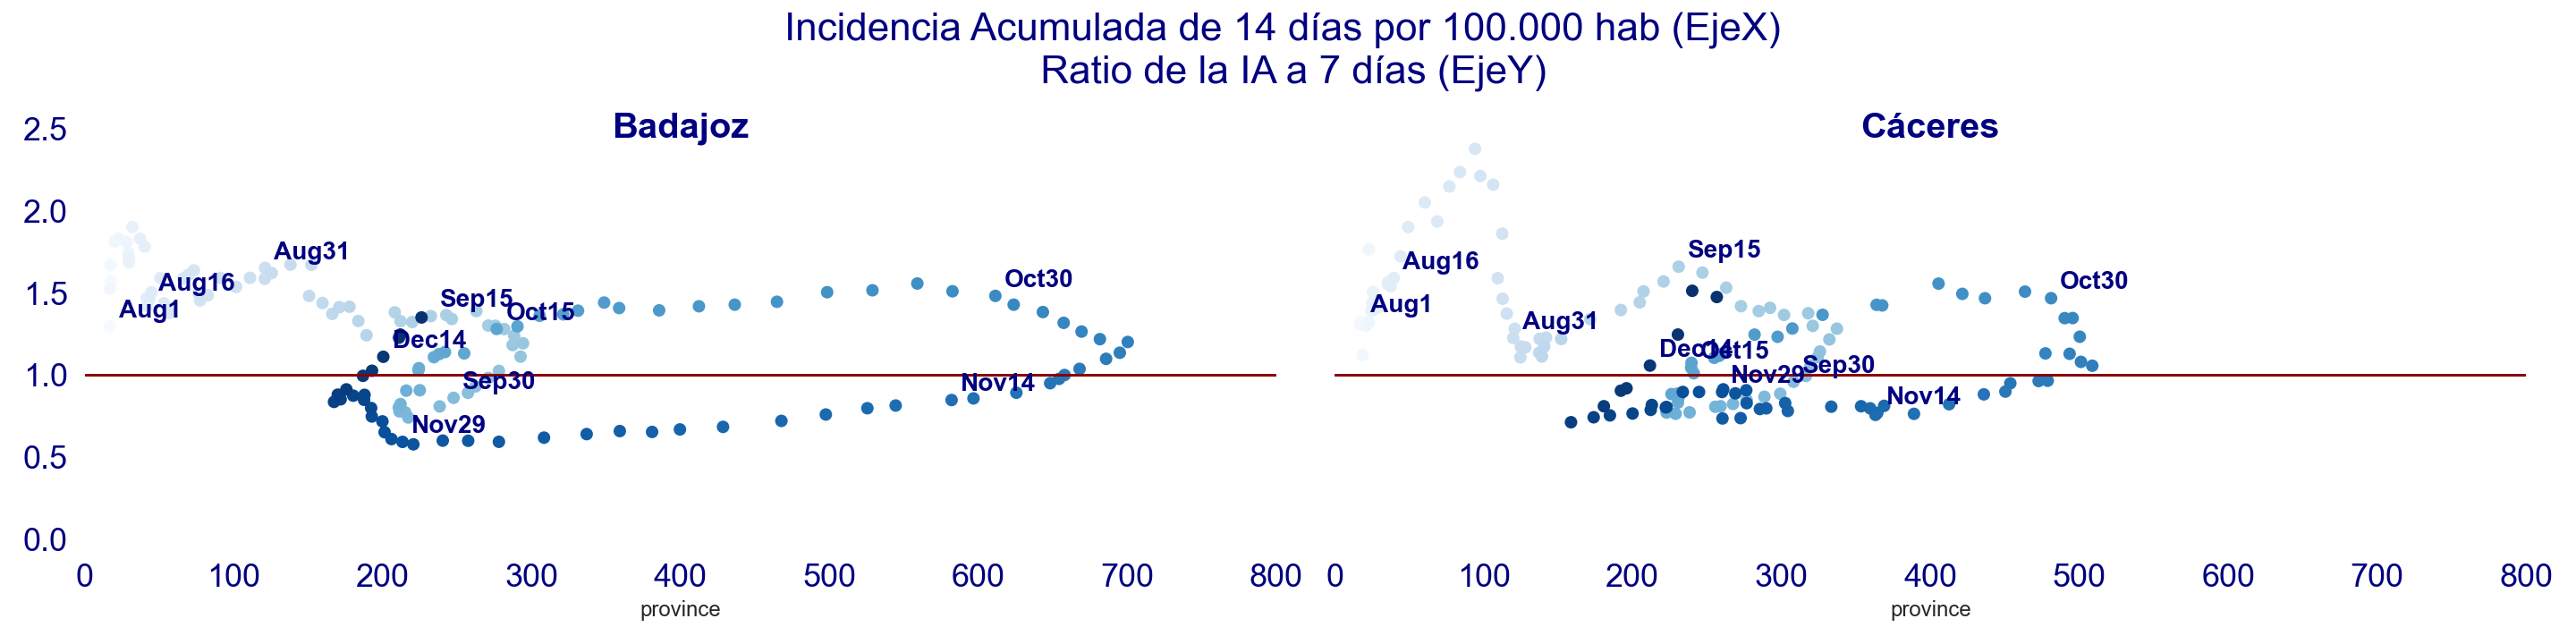 Incidencia Acumulada de 14 días por 100.000 hab (EjeX)
Ratio de la IA a 7 días (EjeY)
Badajoz
2.5
2.0
1.5
1.0
0.5
0.0
Aug31
Aug16
Aug1
Sep15
Oct15
Oct30
Dec14
Sep30
Nov14
Nov29
0 100 200 300 400 500 600 700 800
province
Cáceres
Sep15
Aug16
Aug1
Oct30
Aug31
Dec14
Oct15
Sep30
Nov29
Nov14
0 100 200 300 400 500 600 700 800
province